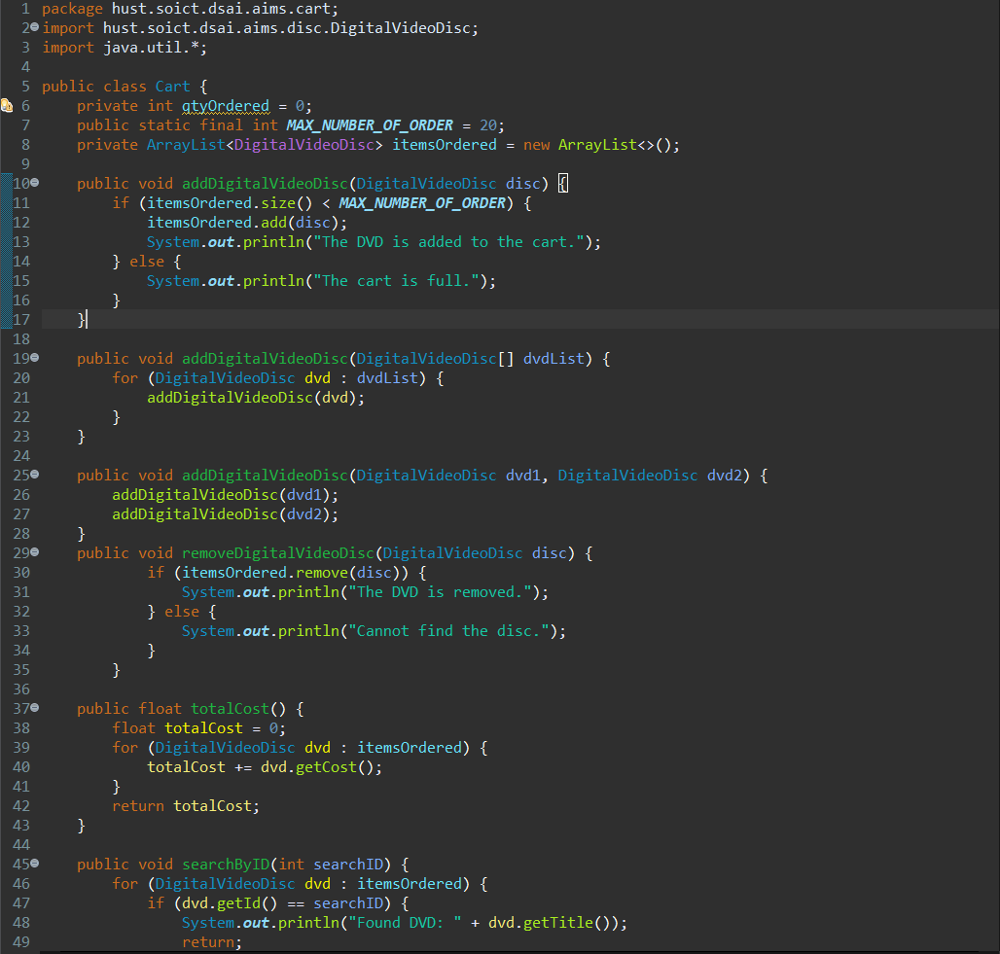 1 package hust.soict.dsai.aims.cart;
2 import hust.soict.dsai.aims.disc.DigitalVideoDisc;
3 import java.util.*;
4
5 public class Cart {
6     private int qtyOrdered = 0;
7     public static final int MAX_NUMBER_OF_ORDER = 20;
8     private ArrayList<DigitalVideoDisc> itemsOrdered = new ArrayList<>();
9
10     public void addDigitalVideoDisc(DigitalVideoDisc disc) {
11         if (itemsOrdered.size() < MAX_NUMBER_OF_ORDER) {
12             itemsOrdered.add(disc);
13             System.out.println("The DVD is added to the cart.");
14         } else {
15             System.out.println("The cart is full.");
16         }
17     }
18
19     public void addDigitalVideoDisc(DigitalVideoDisc[] dvdList) {
20         for (DigitalVideoDisc dvd : dvdList) {
21             addDigitalVideoDisc(dvd);
22         }
23     }
24
25     public void addDigitalVideoDisc(DigitalVideoDisc dvd1, DigitalVideoDisc dvd2) {
26         addDigitalVideoDisc(dvd1);
27         addDigitalVideoDisc(dvd2);
28     }
29     public void removeDigitalVideoDisc(DigitalVideoDisc disc) {
30             if (itemsOrdered.remove(disc)) {
31                 System.out.println("The DVD is removed.");
32             } else {
33                 System.out.println("Cannot find the disc.");
34             }
35         }
36
37     public float totalCost() {
38         float totalCost = 0;
39         for (DigitalVideoDisc dvd : itemsOrdered) {
40             totalCost += dvd.getCost();
41         }
42         return totalCost;
43     }
44
45     public void searchByID(int searchID) {
46         for (DigitalVideoDisc dvd : itemsOrdered) {
47             if (dvd.getId() == searchID) {
48                 System.out.println("Found DVD: " + dvd.getTitle());
49                 return;